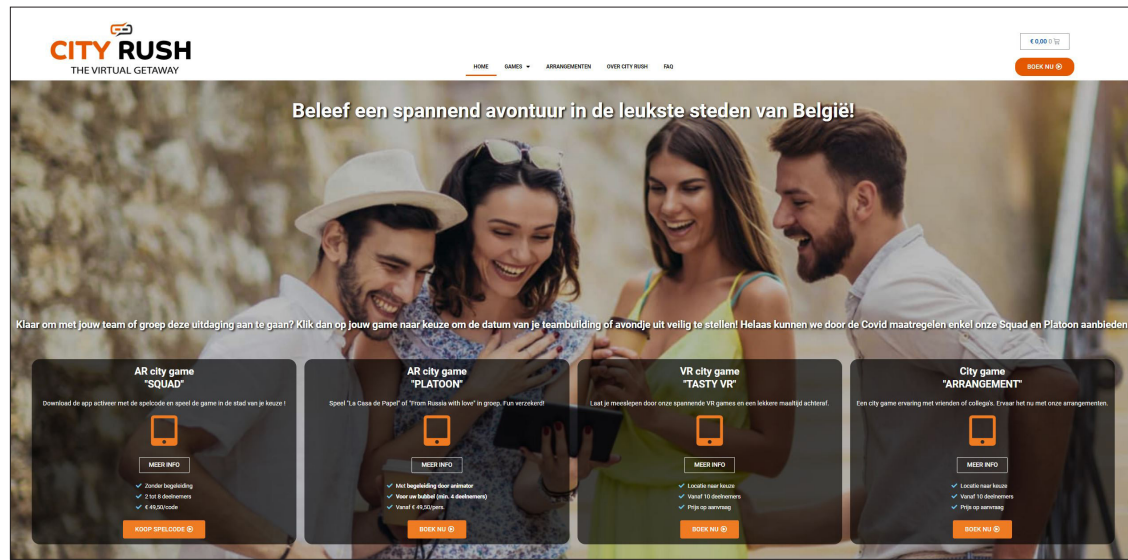 CITY RUSH
THE VIRTUAL GETAWAY
€ 0,00 0
HOME GAMES ARRANGEMENTEN OVER CITY RUSH FAQ
BOEK NU
Beleef een spannend avontuur in de leukste steden van België!
Klaar om met jouw team of groep deze uitdaging aan te gaan? Klik dan op jouw game naar keuze om de datum van je teambuilding of avondje uit veilig te stellen! Helaas kunnen we door de Covid maatregelen enkel onze Squad en Platoon aanbieden
AR city game
"SQUAD"
Download de app activeer met de spelcode en speel de game in de stad van je keuze !
MEER INFO
Zonder begeleiding
2 tot 8 deelnemers
€ 49,50/code
KOOP SPELCODE
AR city game
"PLATOON"
Speel "La Casa de Papel" of "From Russia with love" in groep, Fun verzekerd!
MEER INFO
Met begeleiding door animator
Voor uw bubbel (min. 4 deelnemers)
Vanaf € 49,50/pers.
BOEK NU
VR city game
"TASTY VR"
Laat je meeslepen door onze spannende VR games en een lekkere maaltijd achteraf.
MEER INFO
Locatie naar keuze
Vanaf 10 deelnemers
Prijs op aanvraag
BOEK NU
City game
"ARRANGEMENT"
Een city game ervaring met vrienden of collega's. Ervaar het nu met onze arrangementen.
MEER INFO
Locatie naar keuze
Vanaf 10 deelnemers
Prijs op aanvraag
BOEK NU